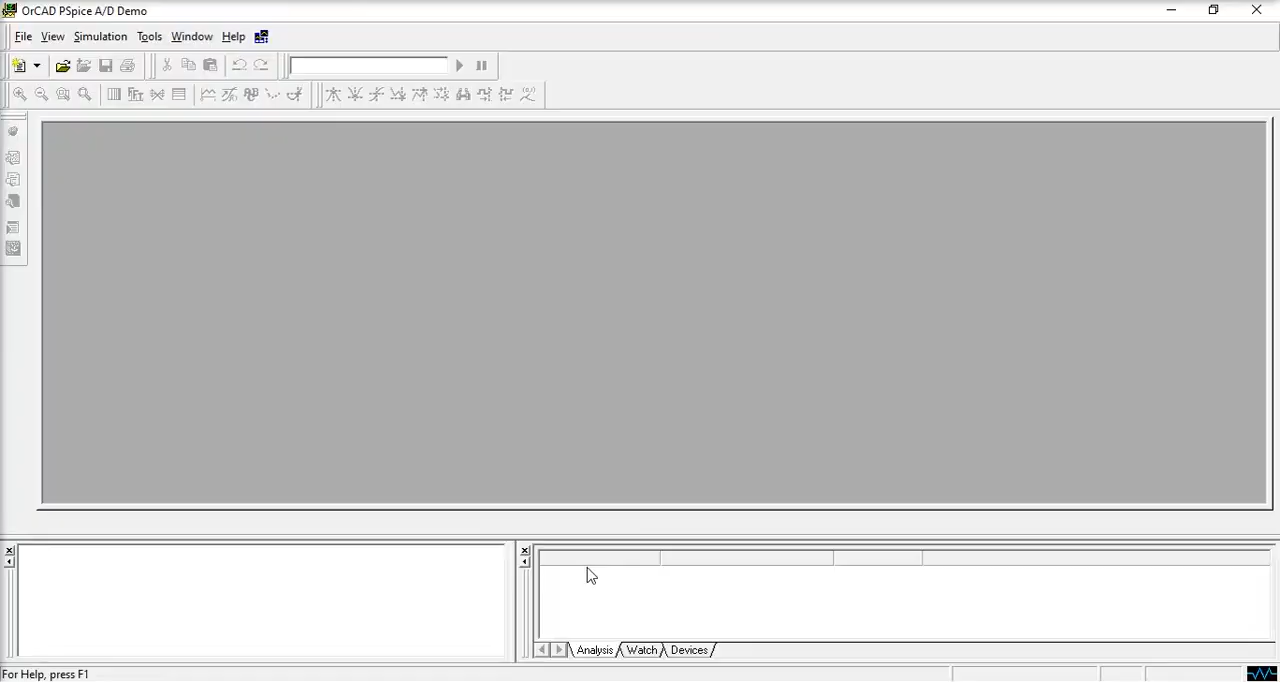 OrCAD PSpice A/D Demo
File View Simulation Tools Window Help
Analysis Watch Devices
For Help, press F1